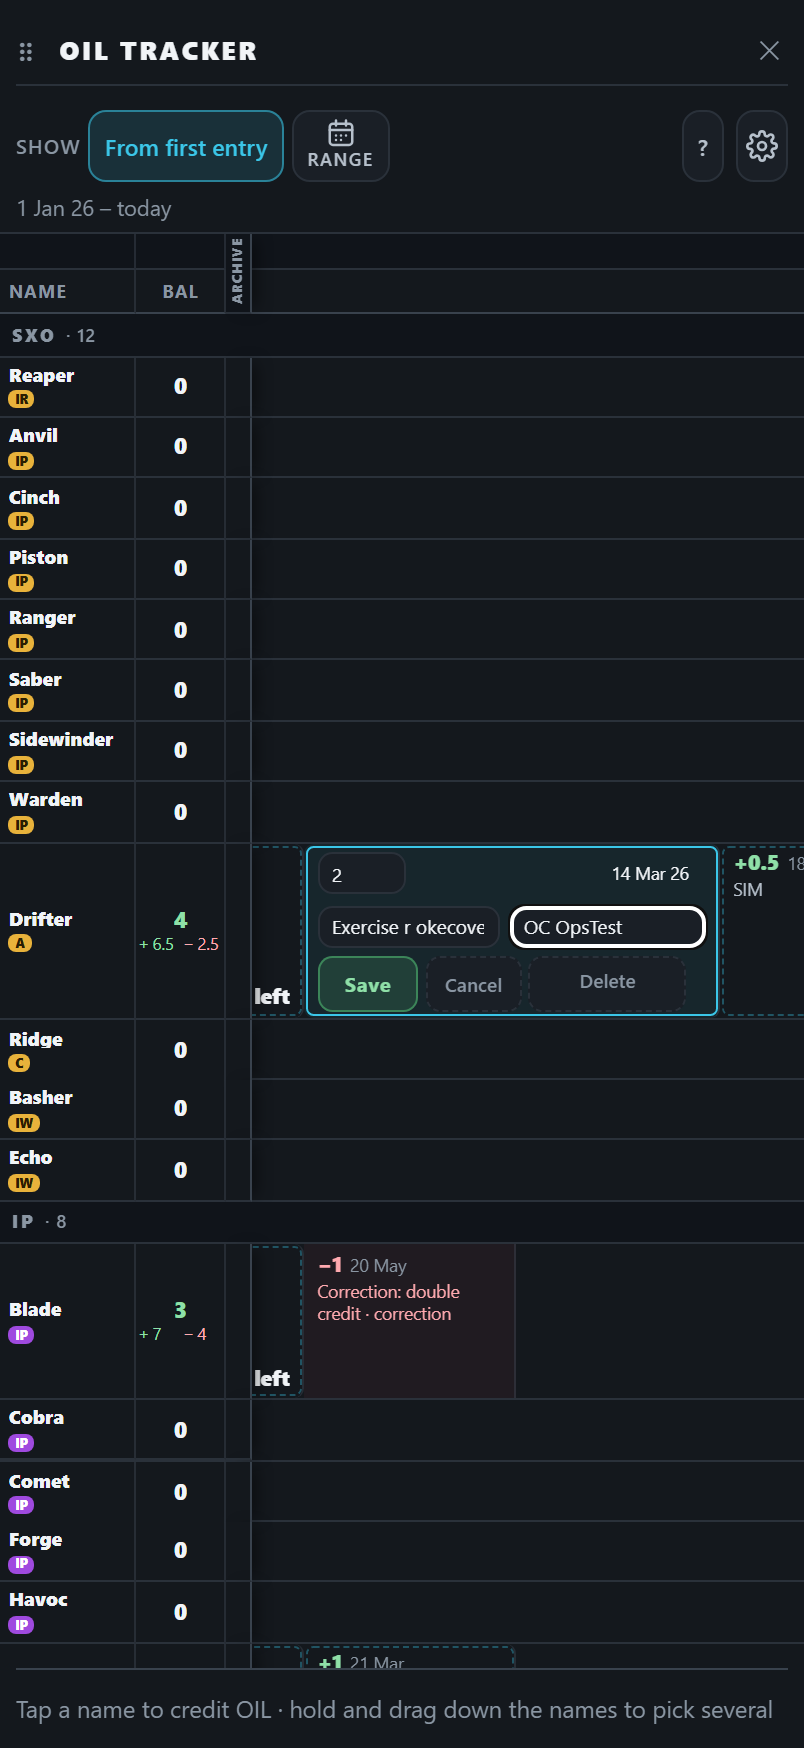 OIL TRACKER
SHOW From first entry RANGE ?
1 Jan 26 – today
NAME BAL ARCHIVE
SXO · 12
Reaper 0
IR
Anvil 0
IP
Cinch 0
IP
Piston 0
IP
Ranger 0
IP
Saber 0
IP
Sidewinder 0
IP
Warden 0
IP
Drifter 4
A + 6.5 − 2.5
left
2 14 Mar 26
Exercise r okecove OC OpsTest
Save Cancel Delete
+0.5 18
SIM
Ridge 0
C
Basher 0
IW
Echo 0
IW
IP · 8
Blade 3
IP + 7 − 4
left
−1 20 May
Correction: double
credit · correction
Cobra 0
IP
Comet 0
IP
Forge 0
IP
Havoc 0
IP
+1 21 Mar
Tap a name to credit OIL · hold and drag down the names to pick several